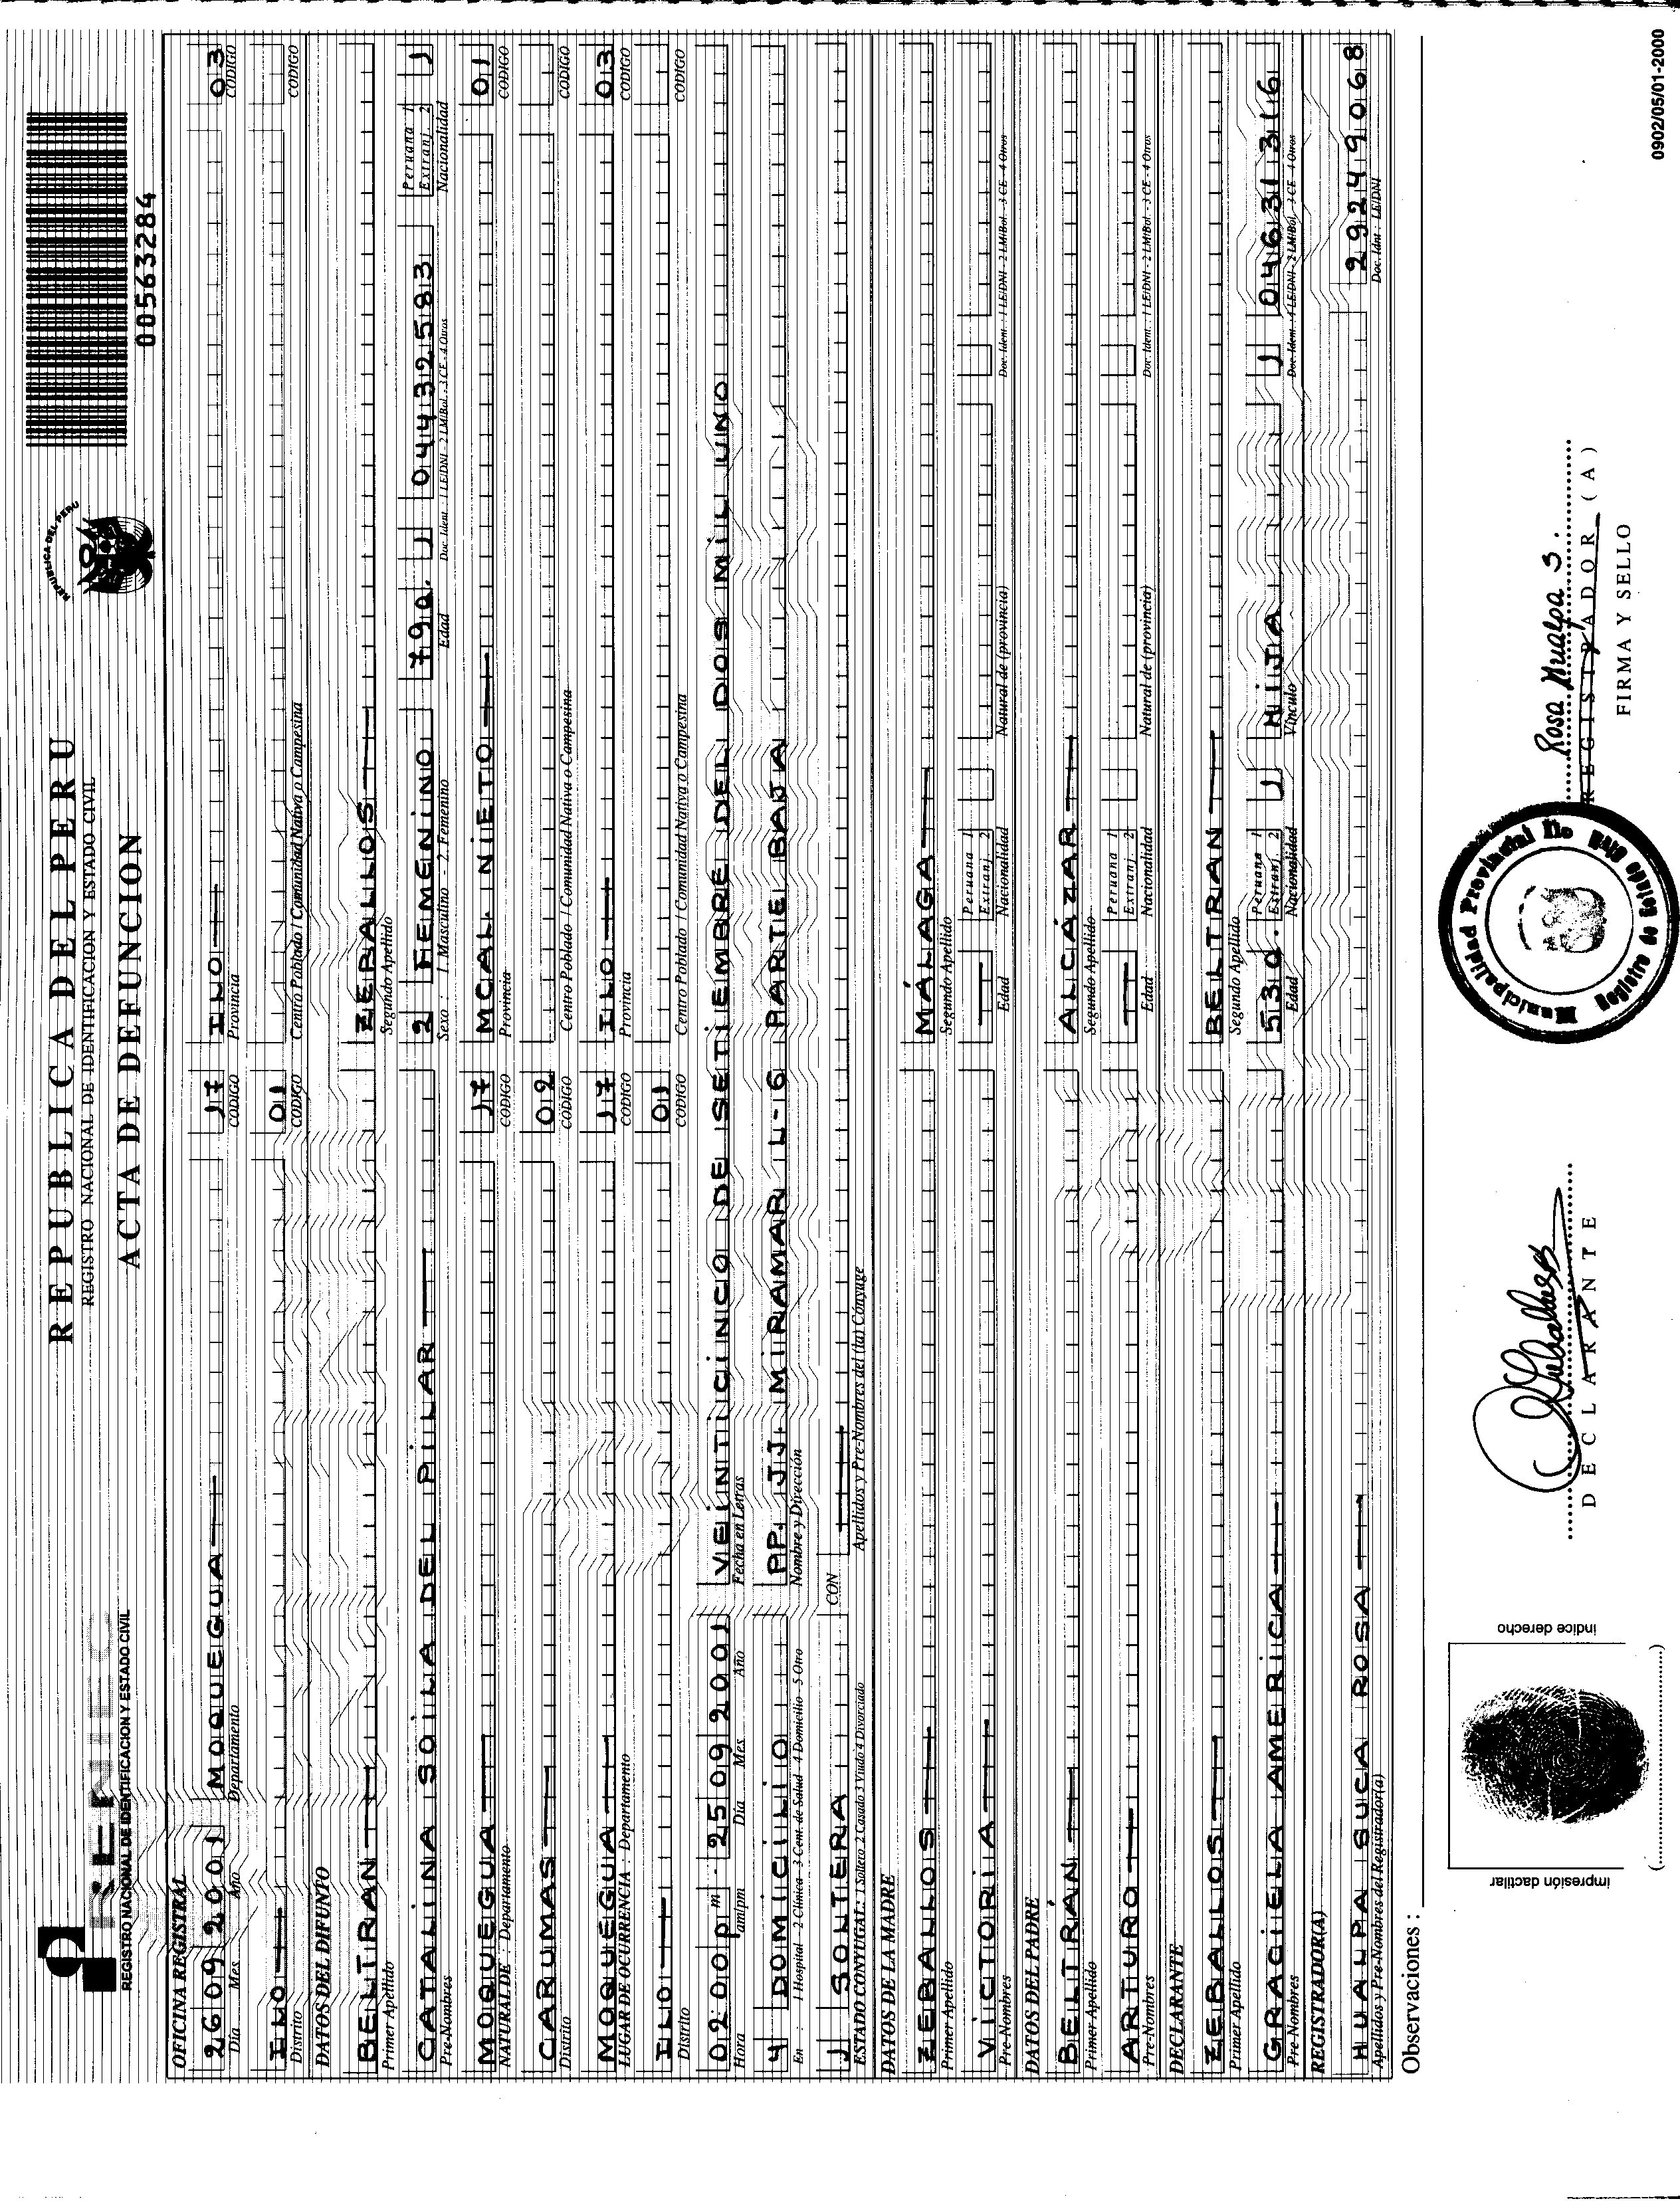 RENIEC
REGISTRO NACIONAL DE IDENTIFICACION Y ESTADO CIVIL
REPUBLICA DEL PERU
REGISTRO NACIONAL DE IDENTIFICACION Y ESTADO CIVIL
ACTA DE DEFUNCION
REPUBLICA DEL PERU
00563284
OFICINA REGISTRAL
26 09 2001 MOQUEGUA 17 ILO 03
Día Mes Año Departamento CODIGO Provincia CODIGO
ILO 01
Distrito CODIGO Centro Poblado / Comunidad Nativa o Campesina CODIGO
DATOS DEL DIFUNTO
BELTRAN ZEBALLOS
Primer Apellido Segundo Apellido
CATALINA SOILA DEL PILAR 2 FEMENINO 79a. 1 04432583 Peruana 1 Extranj. 2 1
Pre-Nombres Sexo : 1. Masculino - 2. Femenino Edad Doc. Ident. 1 LE/DNI - 2 LM/Bol. - 3 CE - 4 Otros Nacionalidad
MOQUEGUA 17 MCAL. NIETO 01
NATURAL DE : Departamento CODIGO Provincia CODIGO
CARUMAS 02
Distrito CODIGO Centro Poblado / Comunidad Nativa o Campesina CODIGO
MOQUEGUA 17 ILO 03
LUGAR DE OCURRENCIA : Departamento CODIGO Provincia CODIGO
ILO 01
Distrito CODIGO Centro Poblado / Comunidad Nativa o Campesina CODIGO
02:00 pm. 25 09 2001 VEINTICINCO DE SETIEMBRE DEL DOS MIL UNO
Hora am/pm Día Mes Año Fecha en Letras
4 DOMICILIO PP. JJ. MIRAMAR L-6 PARTE BAJA
En : 1 Hospital - 2 Clínica - 3 Cent. de Salud - 4 Domicilio - 5 Otro Nombre y Dirección
1 SOLTERA CON
ESTADO CONYUGAL: 1 Soltero 2 Casado 3 Viudo 4 Divorciado Apellidos y Pre-Nombres del (la) Cónyuge
DATOS DE LA MADRE
ZEBALLOS MÁLAGA
Primer Apellido Segundo Apellido
VICTORIA Peruana 1 Extranj. 2
Pre-Nombres Edad Nacionalidad Natural de (provincia) Doc. Ident. : 1 LE/DNI - 2 LM/Bol. - 3 CE - 4 Otros
DATOS DEL PADRE
BELTRÁN ALCÁZAR
Primer Apellido Segundo Apellido
ARTURO Peruana 1 Extranj. 2
Pre-Nombres Edad Nacionalidad Natural de (provincia) Doc. Ident. : 1 LE/DNI - 2 LM/Bol. - 3 CE - 4 Otros
DECLARANTE
ZEBALLOS BELTRAN
Primer Apellido Segundo Apellido
GRACIELA AMERICA 53a. Peruana 1 Extranj. 2 1 HIJA 1 04631316
Pre Nombres Edad Nacionalidad Vínculo Doc. Ident. : 1 LE/DNI - 2 LM/Bol. - 3 CE - 4 Otros
REGISTRADOR(A)
HUALPA SUCA ROSA 29249068
Apellidos y Pre-Nombres del Registrador(a) Doc. Idnt : LE/DNI
Observaciones :
impresión dactilar
índice derecho
DECLARANTE
Municipalidad Provincial Ilo
Registro de Estado Civil
Rosa Hualpa S.
REGISTRADOR (A)
FIRMA Y SELLO
0902/05/01-2000